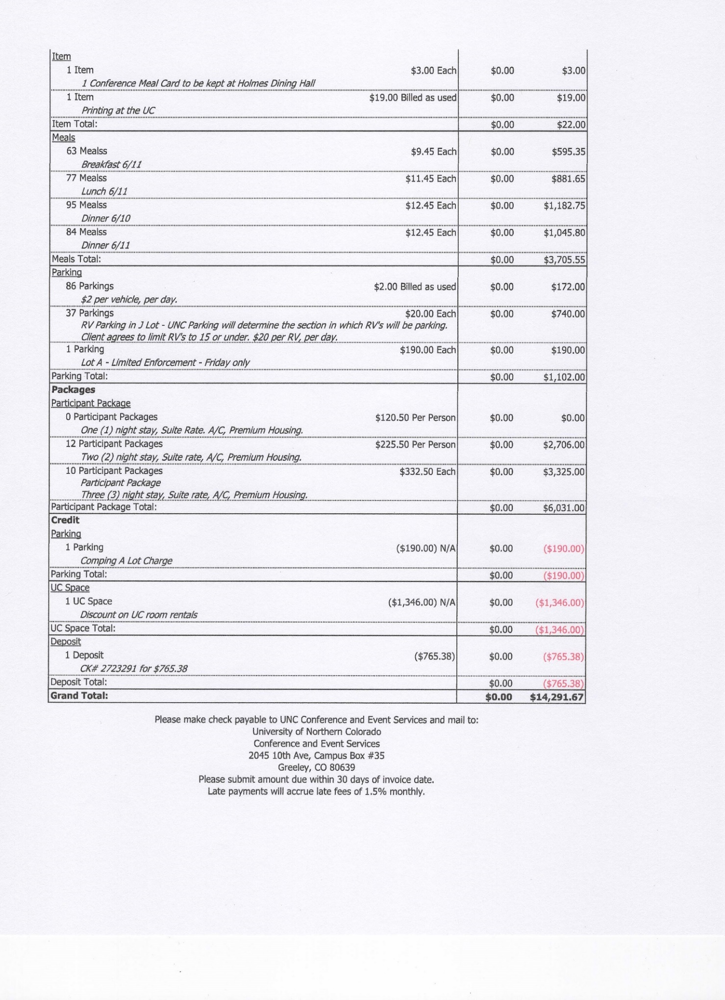 Item
1 Item $3.00 Each $0.00 $3.00
1 Conference Meal Card to be kept at Holmes Dining Hall
1 Item $19.00 Billed as used $0.00 $19.00
Printing at the UC
Item Total: $0.00 $22.00
Meals
63 Mealss $9.45 Each $0.00 $595.35
Breakfast 6/11
77 Mealss $11.45 Each $0.00 $881.65
Lunch 6/11
95 Mealss $12.45 Each $0.00 $1,182.75
Dinner 6/10
84 Mealss $12.45 Each $0.00 $1,045.80
Dinner 6/11
Meals Total: $0.00 $3,705.55
Parking
86 Parkings $2.00 Billed as used $0.00 $172.00
$2 per vehicle, per day.
37 Parkings $20.00 Each $0.00 $740.00
RV Parking in J Lot - UNC Parking will determine the section in which RV's will be parking.
Client agrees to limit RV's to 15 or under. $20 per RV, per day.
1 Parking $190.00 Each $0.00 $190.00
Lot A - Limited Enforcement - Friday only
Parking Total: $0.00 $1,102.00
Packages
Participant Package
0 Participant Packages $120.50 Per Person $0.00 $0.00
One (1) night stay, Suite Rate. A/C, Premium Housing.
12 Participant Packages $225.50 Per Person $0.00 $2,706.00
Two (2) night stay, Suite rate, A/C, Premium Housing.
10 Participant Packages $332.50 Each $0.00 $3,325.00
Participant Package
Three (3) night stay, Suite rate, A/C, Premium Housing.
Participant Package Total: $0.00 $6,031.00
Credit
Parking
1 Parking ($190.00) N/A $0.00 ($190.00)
Comping A Lot Charge
Parking Total: $0.00 ($190.00)
UC Space
1 UC Space ($1,346.00) N/A $0.00 ($1,346.00)
Discount on UC room rentals
UC Space Total: $0.00 ($1,346.00)
Deposit
1 Deposit ($765.38) $0.00 ($765.38)
CK# 2723291 for $765.38
Deposit Total: $0.00 ($765.38)
Grand Total: $0.00 $14,291.67
Please make check payable to UNC Conference and Event Services and mail to:
University of Northern Colorado
Conference and Event Services
2045 10th Ave, Campus Box #35
Greeley, CO 80639
Please submit amount due within 30 days of invoice date.
Late payments will accrue late fees of 1.5% monthly.